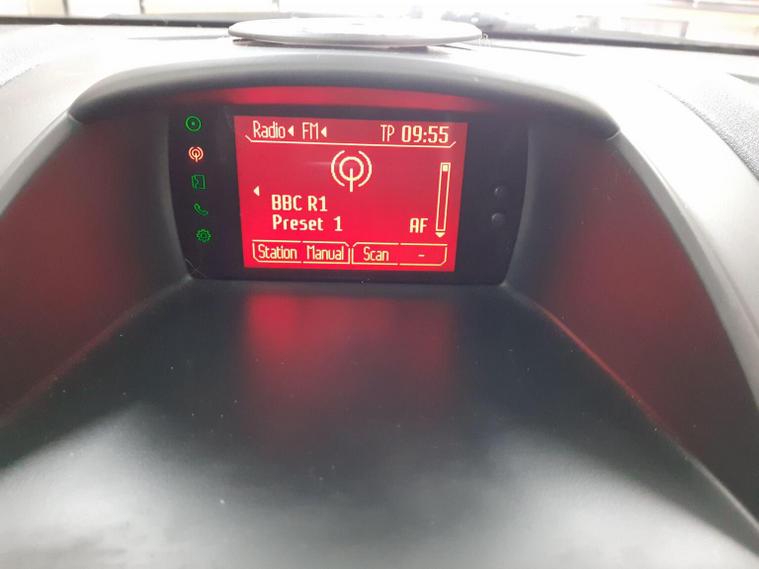 Radio FM TP 09:55
BBC R1
Preset 1 AF
Station Manual Scan -